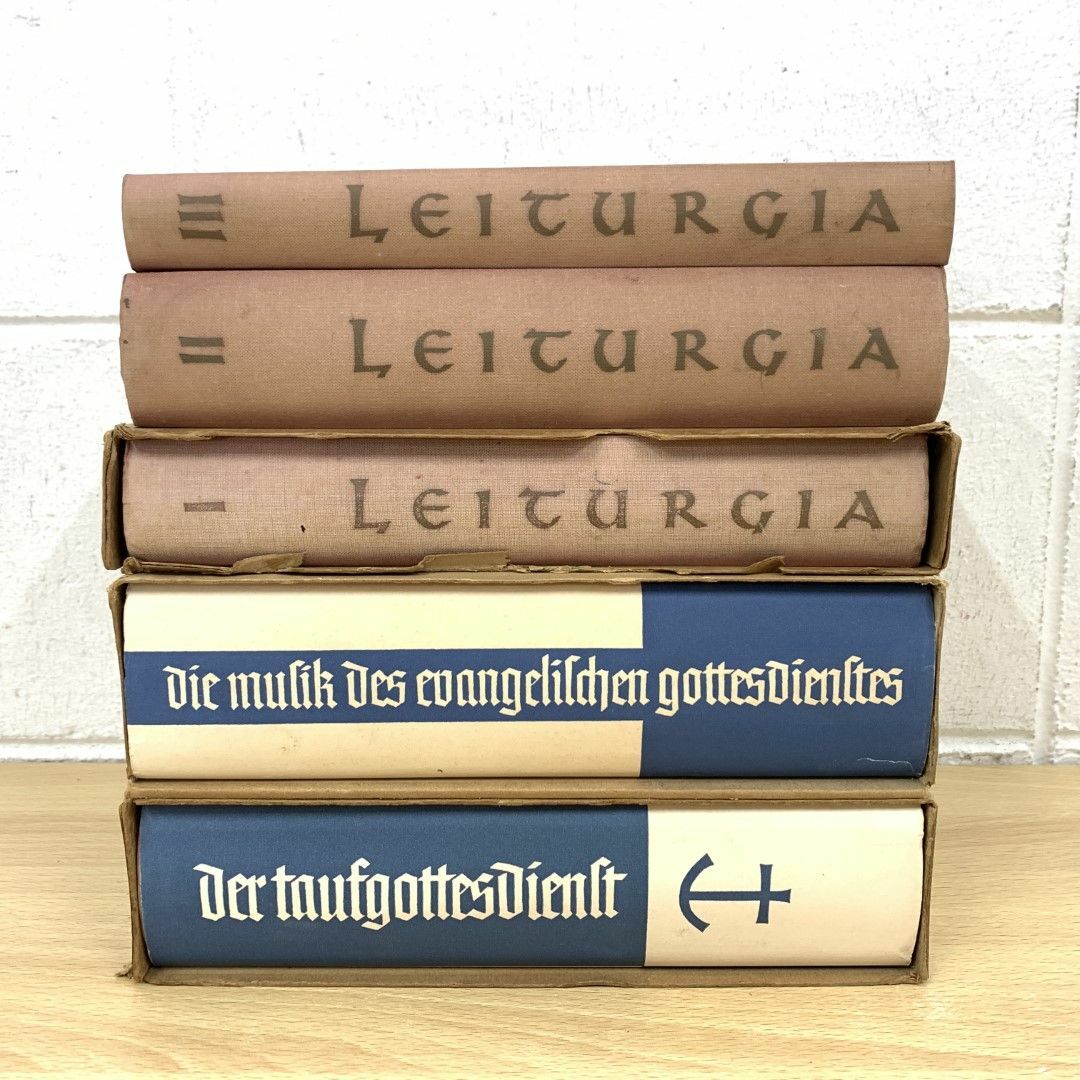 III LEITURGIA
II LEITURGIA
I LEITURGIA
die muſik des evangeliſchen gottesdienſtes
der taufgottesdienſt